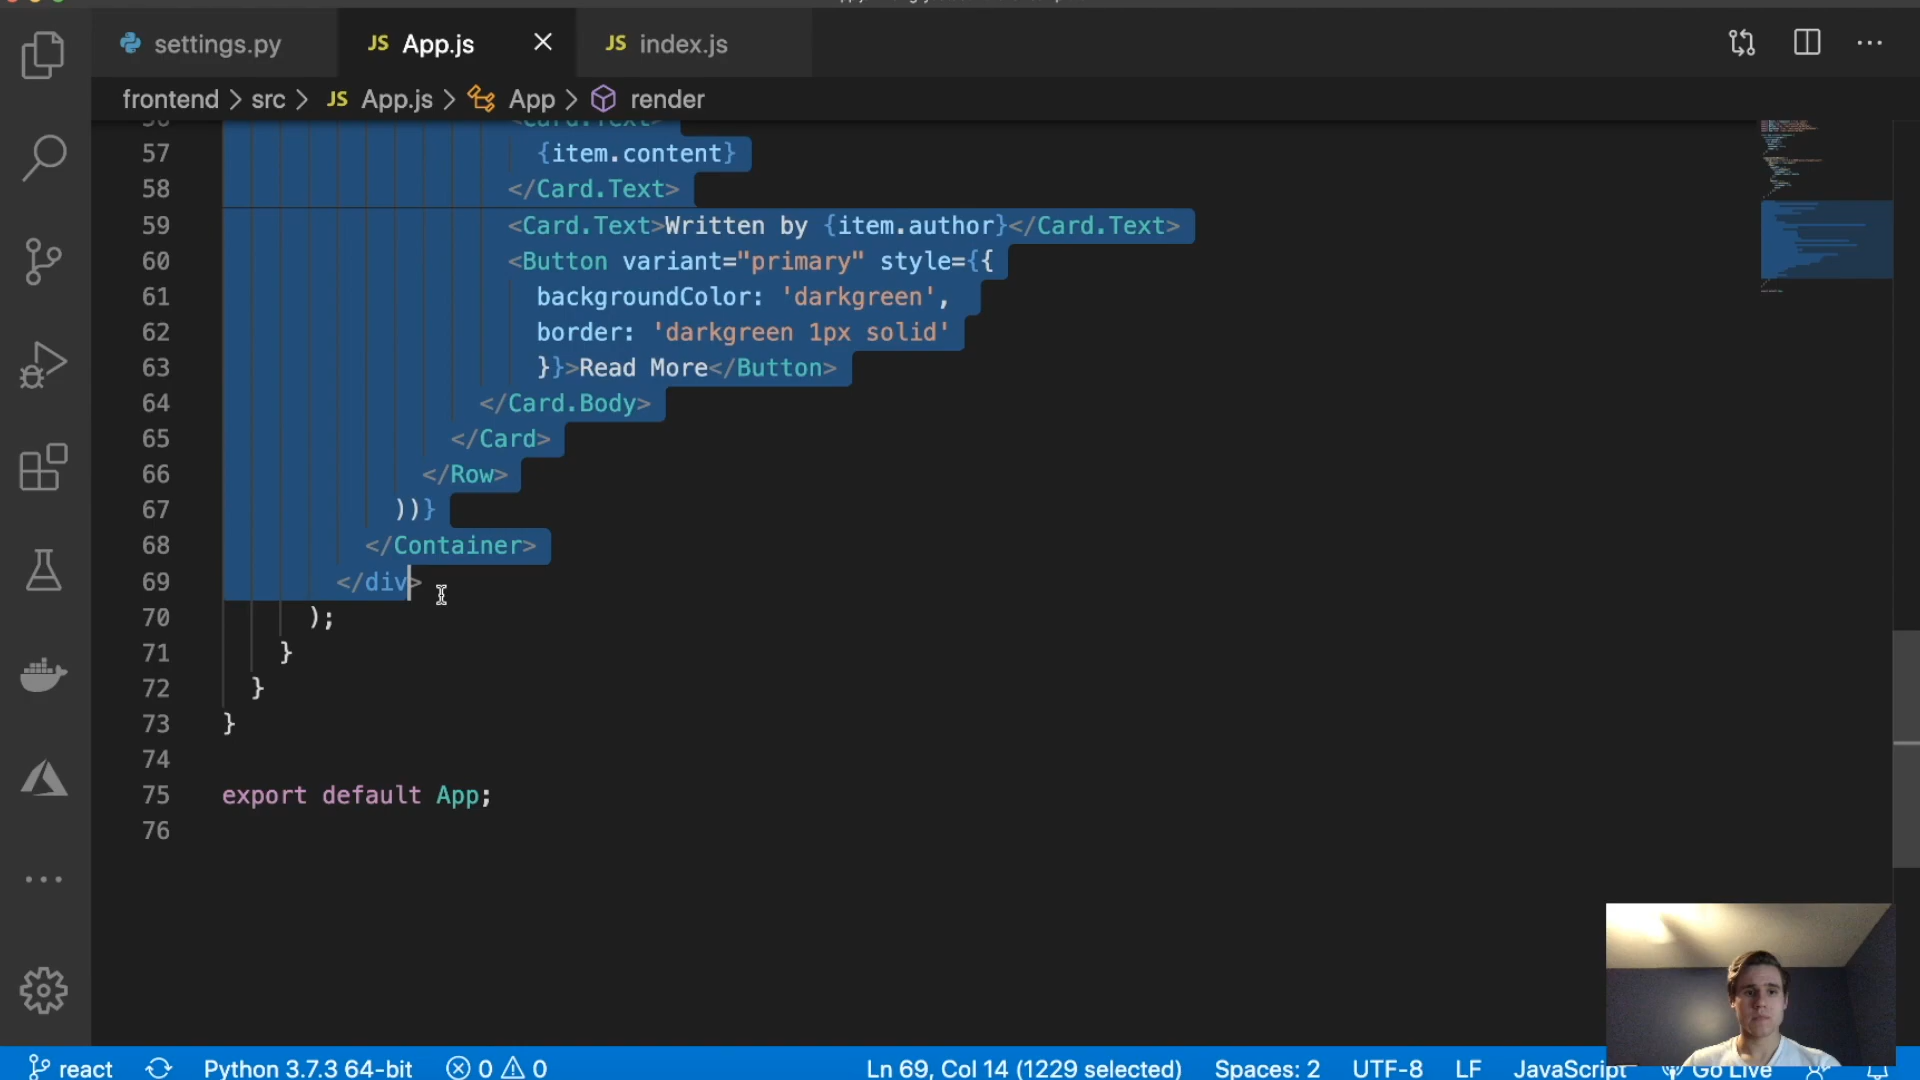 settings.py
JS App.js
JS index.js
frontend > src > JS App.js > App > render
56 <Card.Text>
57 {item.content}
58 </Card.Text>
59 <Card.Text>Written by {item.author}</Card.Text>
60 <Button variant="primary" style={{
61 backgroundColor: 'darkgreen',
62 border: 'darkgreen 1px solid'
63 }}>Read More</Button>
64 </Card.Body>
65 </Card>
66 </Row>
67 ))}
68 </Container>
69 </div>
70 );
71 }
72 }
73 }
74
75 export default App;
76
react Python 3.7.3 64-bit 0 0 Ln 69, Col 14 (1229 selected) Spaces: 2 UTF-8 LF JavaScript Go Live